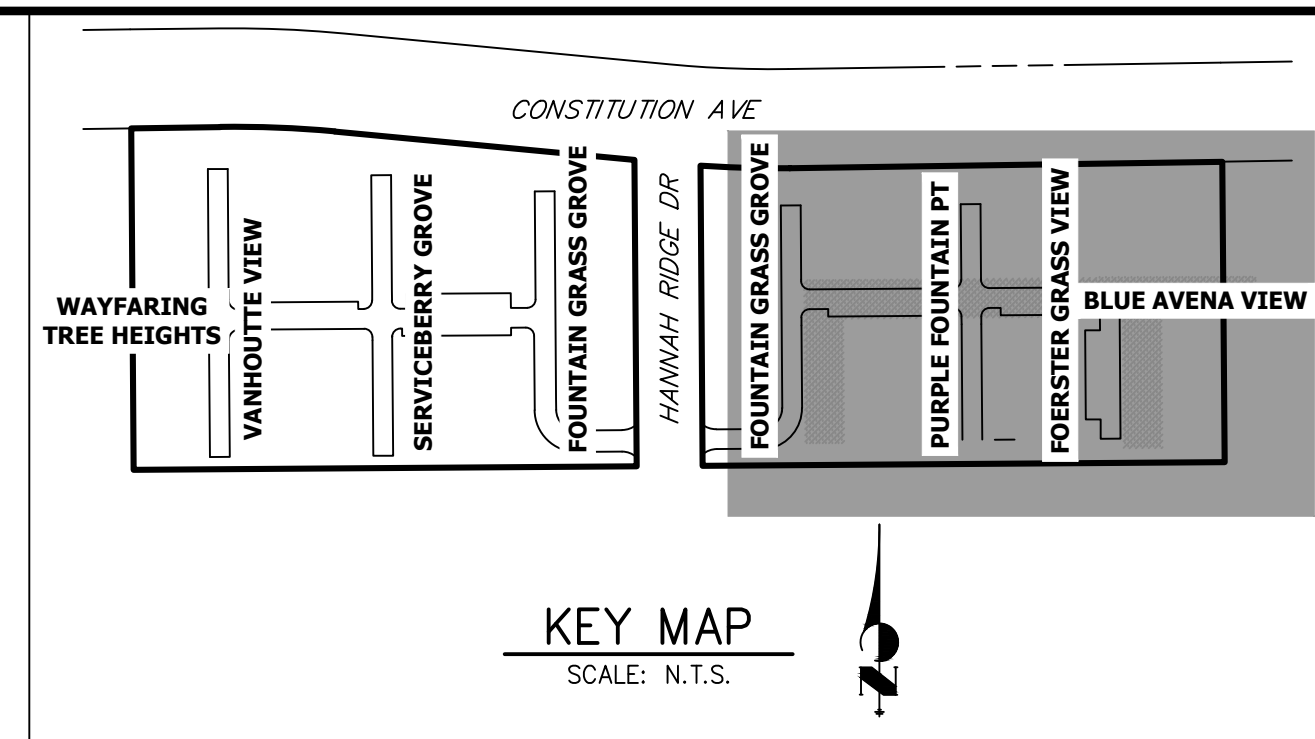 CONSTITUTION AVE
WAYFARING
TREE HEIGHTS
VANHOUTTE VIEW
SERVICEBERRY GROVE
FOUNTAIN GRASS GROVE
HANNAH RIDGE DR
FOUNTAIN GRASS GROVE
PURPLE FOUNTAIN PT
FOERSTER GRASS VIEW
BLUE AVENA VIEW
KEY MAP
SCALE: N.T.S.
N